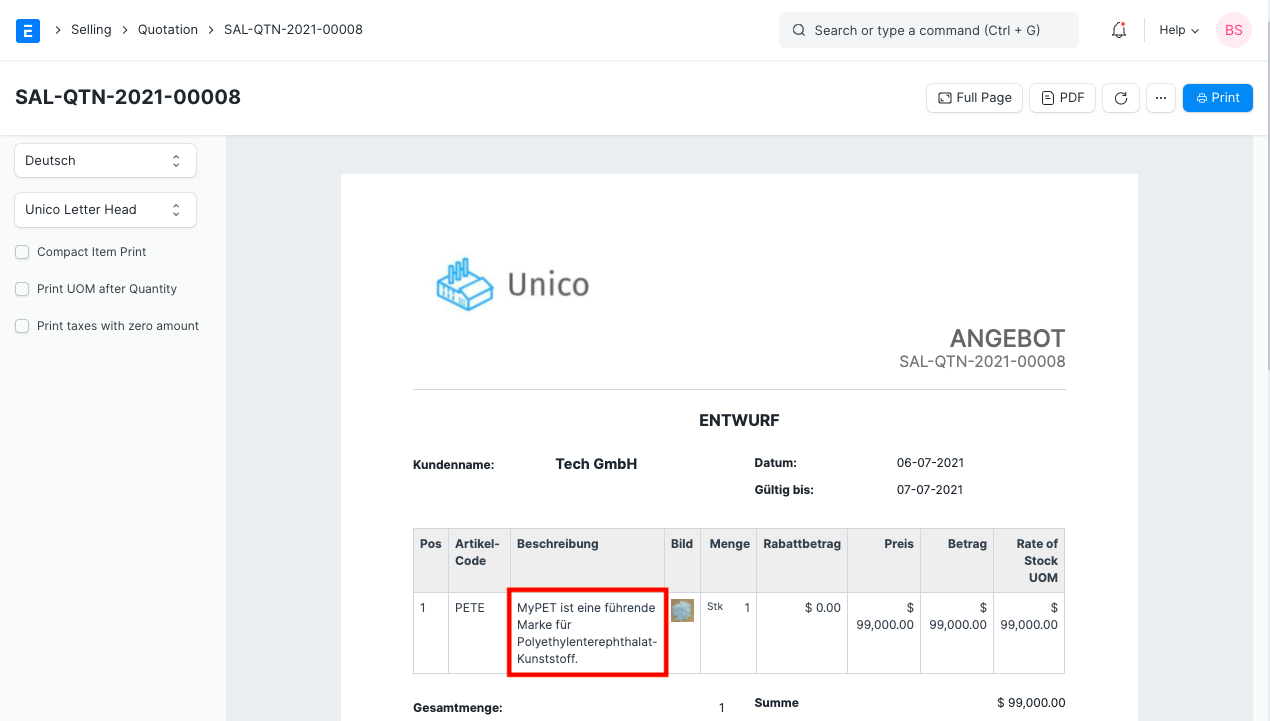 E
Selling
Quotation
SAL-QTN-2021-00008
Search or type a command (Ctrl + G)
Help
BS
SAL-QTN-2021-00008
Full Page
PDF
...
Print
Deutsch
Unico Letter Head
Compact Item Print
Print UOM after Quantity
Print taxes with zero amount
Unico
ANGEBOT
SAL-QTN-2021-00008
ENTWURF
Kundenname:
Tech GmbH
Datum:
06-07-2021
Gültig bis:
07-07-2021
Pos
Artikel-
Code
Beschreibung
Bild
Menge
Rabattbetrag
Preis
Betrag
Rate of
Stock
UOM
1
PETE
MyPET ist eine führende
Marke für
Polyethylenterephthalat-
Kunststoff.
Stk
1
$ 0.00
$
99,000.00
$
99,000.00
$
99,000.00
Gesamtmenge:
1
Summe
$ 99,000.00